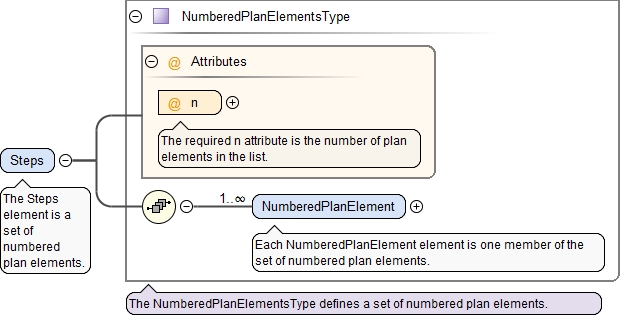 NumberedPlanElementsType
@ Attributes
@ n
The required n attribute is the number of plan
elements in the list.
Steps
The Steps
element is a
set of
numbered
plan elements.
1..∞
NumberedPlanElement
Each NumberedPlanElement element is one member of the
set of numbered plan elements.
The NumberedPlanElementsType defines a set of numbered plan elements.